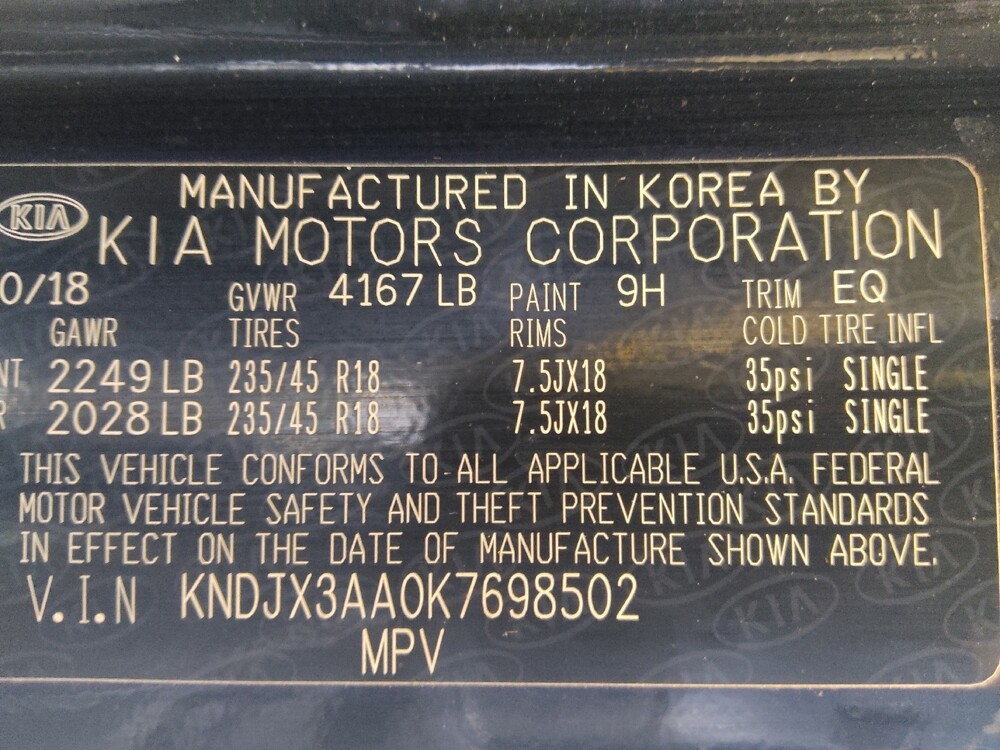 MANUFACTURED IN KOREA BY
KIA
KIA MOTORS CORPORATION
0/18 GVWR 4167 LB PAINT 9H TRIM EQ
GAWR TIRES RIMS COLD TIRE INFL
NT 2249 LB 235/45 R18 7.5JX18 35psi SINGLE
R 2028 LB 235/45 R18 7.5JX18 35psi SINGLE
THIS VEHICLE CONFORMS TO ALL APPLICABLE U.S.A. FEDERAL
MOTOR VEHICLE SAFETY AND THEFT PREVENTION STANDARDS
IN EFFECT ON THE DATE OF MANUFACTURE SHOWN ABOVE.
V.I.N KNDJX3AA0K7698502
MPV